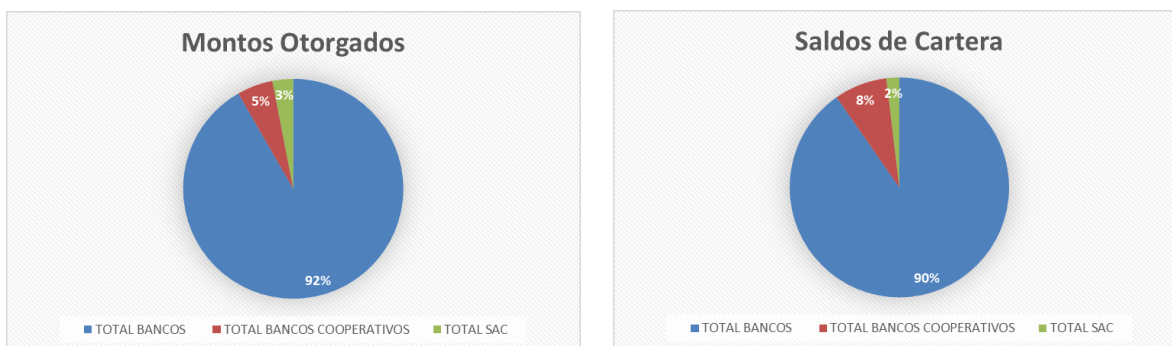 Montos Otorgados
5%
3%
92%
TOTAL BANCOS
TOTAL BANCOS COOPERATIVOS
TOTAL SAC
Saldos de Cartera
8%
2%
90%
TOTAL BANCOS
TOTAL BANCOS COOPERATIVOS
TOTAL SAC